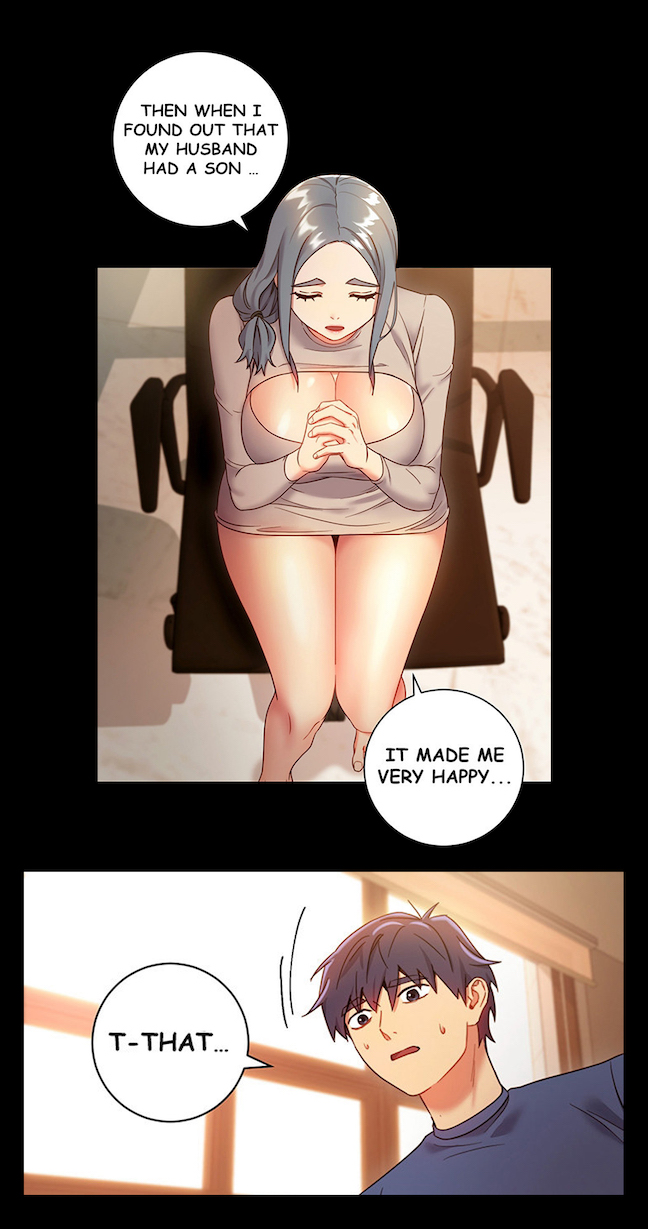 THEN WHEN I
FOUND OUT THAT
MY HUSBAND
HAD A SON ...
IT MADE ME
VERY HAPPY...
T-THAT...